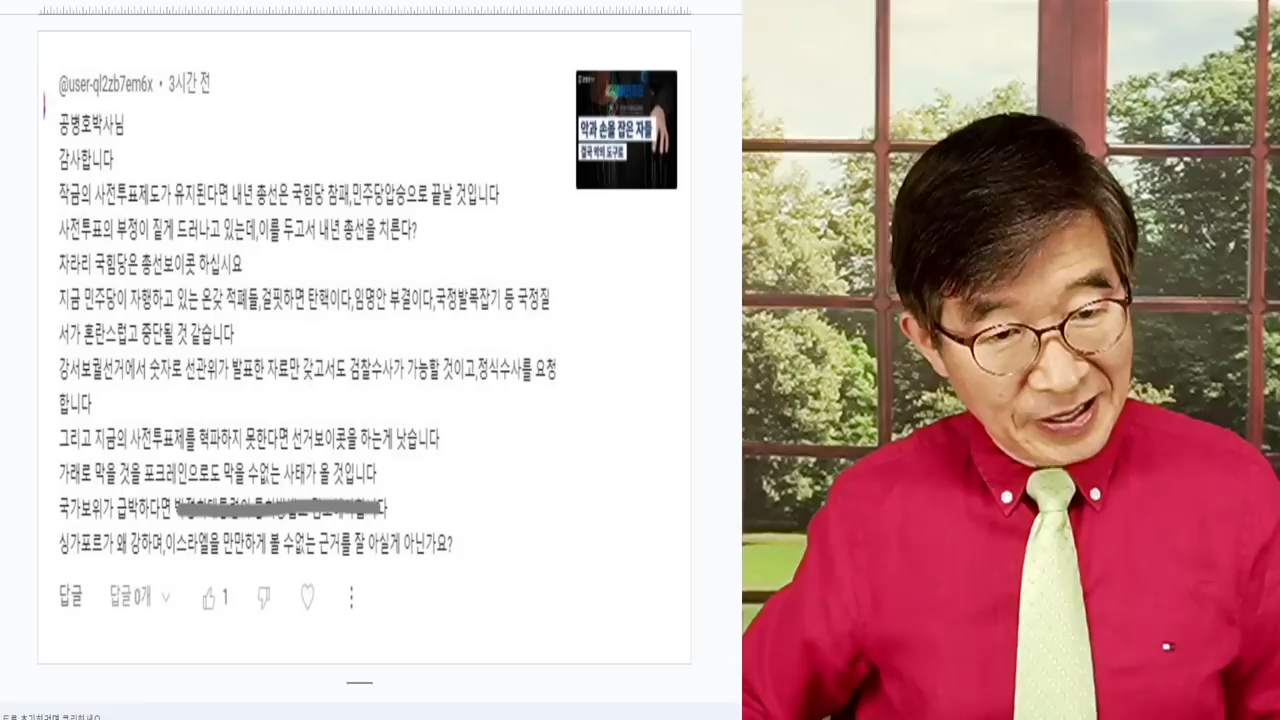 @user-ql2zb7em6x • 3시간 전
공병호박사님
감사합니다
작금의 사전투표제도가 유지된다면 내년 총선은 국힘당 참패,민주당압승으로 끝날 것입니다
사전투표의 부정이 짙게 드러나고 있는데,이를 두고서 내년 총선을 치른다?
차라리 국힘당은 총선보이콧 하십시요
지금 민주당이 자행하고 있는 온갖 적폐들,걸핏하면 탄핵이다,임명안 부결이다,국정발목잡기 등 국정질
서가 혼란스럽고 중단될 것 같습니다
강서보궐선거에서 숫자로 선관위가 발표한 자료만 갖고서도 검찰수사가 가능할 것이고,정식수사를 요청
합니다
그리고 지금의 사전투표제를 혁파하지 못한다면 선거보이콧을 하는게 낫습니다
가래로 막을 것을 포크레인으로도 막을 수없는 사태가 올 것입니다
국가보위가 급박하다면
싱가포르가 왜 강하며,이스라엘을 만만하게 볼 수없는 근거를 잘 아실게 아닌가요?
답글 답글 0개 1
악과 손을 잡은 자들
결국 악의 도구로